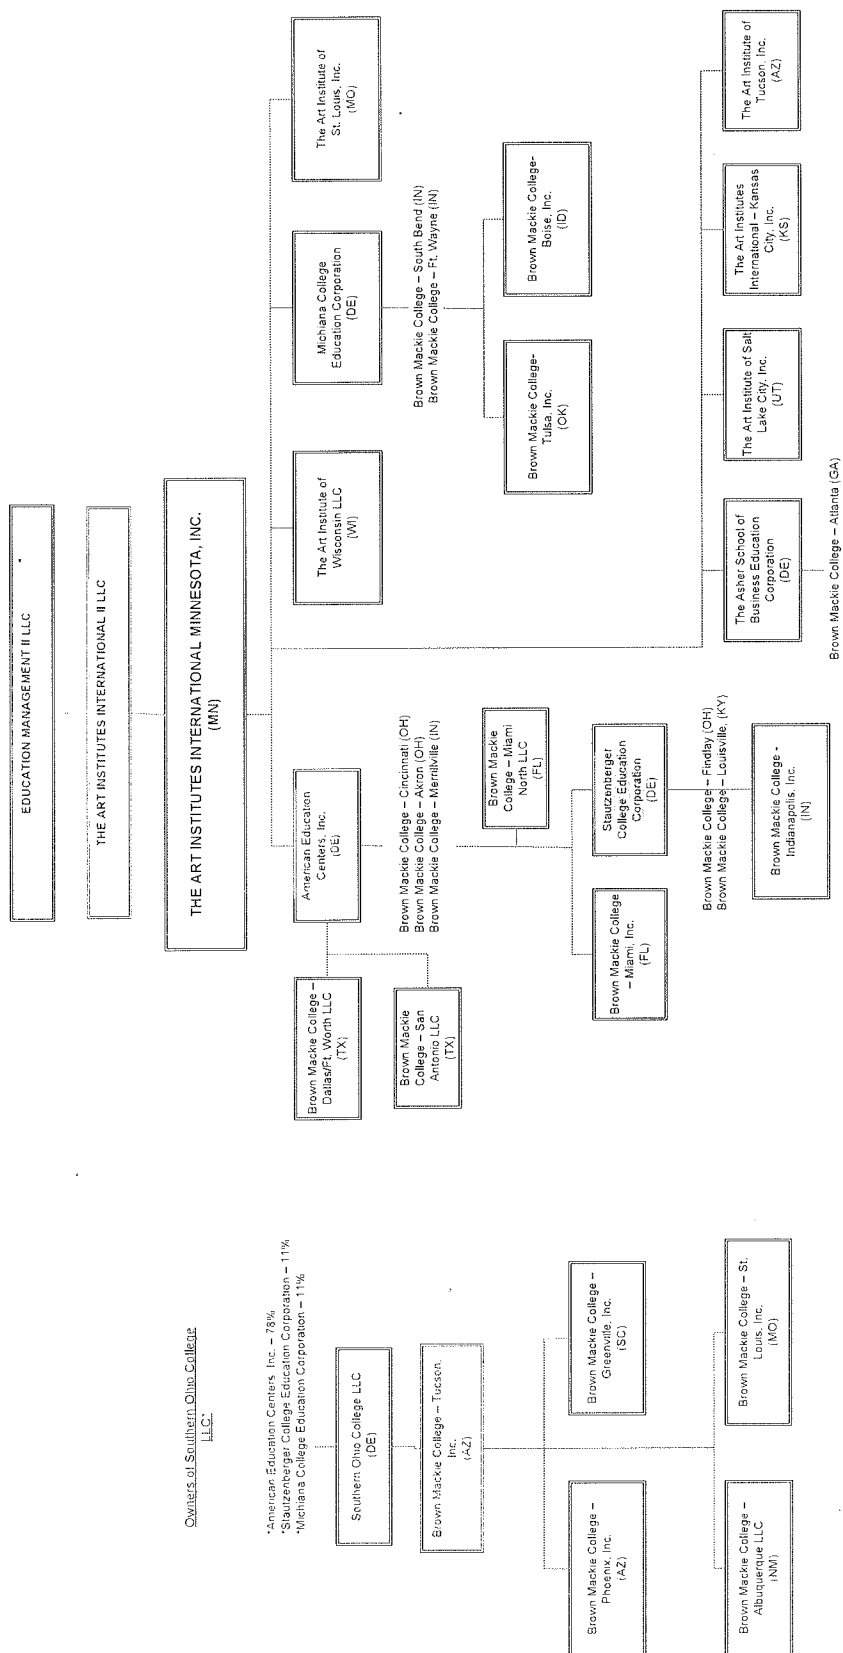 EDUCATION MANAGEMENT II LLC
THE ART INSTITUTES INTERNATIONAL II LLC
THE ART INSTITUTES INTERNATIONAL MINNESOTA, INC.
(MN)
American Education
Centers, Inc.
(DE)
The Art Institute of
Wisconsin LLC
(WI)
Michiana College
Education Corporation
(DE)
The Art Institute of
St. Louis, Inc.
(MO)
Brown Mackie College –
Dallas/Ft. Worth LLC
(TX)
Brown Mackie
College – San
Antonio LLC
(TX)
Brown Mackie College – Cincinnati (OH)
Brown Mackie College – Akron (OH)
Brown Mackie College – Merrillville (IN)
Brown Mackie College – South Bend (IN)
Brown Mackie College – Ft. Wayne (IN)
Brown Mackie
College – Miami
North LLC
(FL)
Brown Mackie College-
Tulsa, Inc.
(OK)
Brown Mackie College-
Boise, Inc.
(ID)
Brown Mackie College
– Miami, Inc.
(FL)
Stautzenberger
College Education
Corporation
(DE)
Brown Mackie College – Findlay (OH)
Brown Mackie College – Louisville, (KY)
Brown Mackie College -
Indianapolis, Inc.
(IN)
The Asher School of
Business Education
Corporation
(DE)
The Art Institute of Salt
Lake City, Inc.
(UT)
The Art Institutes
International – Kansas
City, Inc.
(KS)
The Art Institute of
Tucson, Inc.
(AZ)
Brown Mackie College – Atlanta (GA)
Owners of Southern Ohio College
LLC*
*American Education Centers, Inc. – 78%
*Stautzenberger College Education Corporation – 11%
*Michiana College Education Corporation – 11%
Southern Ohio College LLC
(DE)
Brown Mackie College – Tucson,
Inc.
(AZ)
Brown Mackie College –
Phoenix, Inc.
(AZ)
Brown Mackie College –
Greenville, Inc.
(SC)
Brown Mackie College –
Albuquerque LLC
(NM)
Brown Mackie College – St.
Louis, Inc.
(MO)